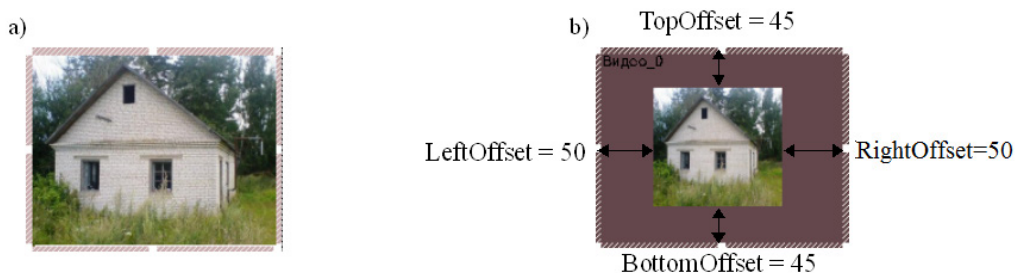 a)
b)
TopOffset = 45
Видео_0
LeftOffset = 50
RightOffset=50
BottomOffset = 45